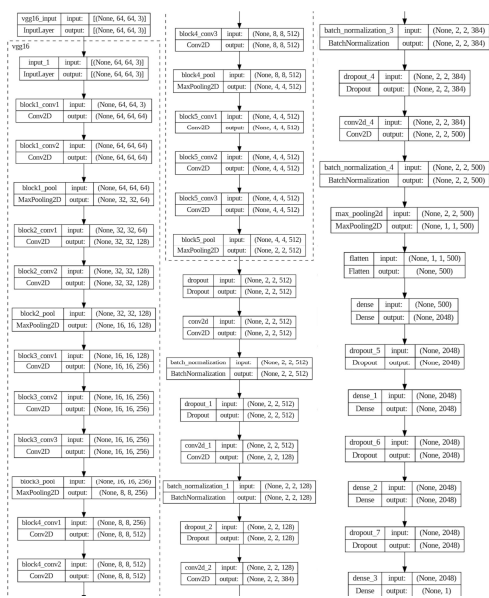 vgg16_input input: [(None, 64, 64, 3)]
InputLayer output: [(None, 64, 64, 3)]
vgg16
input_1 input: [(None, 64, 64, 3)]
InputLayer output: [(None, 64, 64, 3)]
block1_conv1 input: (None, 64, 64, 3)
Conv2D output: (None, 64, 64, 64)
block1_conv2 input: (None, 64, 64, 64)
Conv2D output: (None, 64, 64, 64)
block1_pool input: (None, 64, 64, 64)
MaxPooling2D output: (None, 32, 32, 64)
block2_conv1 input: (None, 32, 32, 64)
Conv2D output: (None, 32, 32, 128)
block2_conv2 input: (None, 32, 32, 128)
Conv2D output: (None, 32, 32, 128)
block2_pool input: (None, 32, 32, 128)
MaxPooling2D output: (None, 16, 16, 128)
block3_conv1 input: (None, 16, 16, 128)
Conv2D output: (None, 16, 16, 256)
block3_conv2 input: (None, 16, 16, 256)
Conv2D output: (None, 16, 16, 256)
block3_conv3 input: (None, 16, 16, 256)
Conv2D output: (None, 16, 16, 256)
block3_pool input: (None, 16, 16, 256)
MaxPooling2D output: (None, 8, 8, 256)
block4_conv1 input: (None, 8, 8, 256)
Conv2D output: (None, 8, 8, 512)
block4_conv2 input: (None, 8, 8, 512)
Conv2D output: (None, 8, 8, 512)
block4_conv3 input: (None, 8, 8, 512)
Conv2D output: (None, 8, 8, 512)
block4_pool input: (None, 8, 8, 512)
MaxPooling2D output: (None, 4, 4, 512)
block5_conv1 input: (None, 4, 4, 512)
Conv2D output: (None, 4, 4, 512)
block5_conv2 input: (None, 4, 4, 512)
Conv2D output: (None, 4, 4, 512)
block5_conv3 input: (None, 4, 4, 512)
Conv2D output: (None, 4, 4, 512)
block5_pool input: (None, 4, 4, 512)
MaxPooling2D output: (None, 2, 2, 512)
dropout input: (None, 2, 2, 512)
Dropout output: (None, 2, 2, 512)
conv2d input: (None, 2, 2, 512)
Conv2D output: (None, 2, 2, 512)
batch_normalization input: (None, 2, 2, 512)
BatchNormalization output: (None, 2, 2, 512)
dropout_1 input: (None, 2, 2, 512)
Dropout output: (None, 2, 2, 512)
conv2d_1 input: (None, 2, 2, 512)
Conv2D output: (None, 2, 2, 128)
batch_normalization_1 input: (None, 2, 2, 128)
BatchNormalization output: (None, 2, 2, 128)
dropout_2 input: (None, 2, 2, 128)
Dropout output: (None, 2, 2, 128)
conv2d_2 input: (None, 2, 2, 128)
Conv2D output: (None, 2, 2, 384)
batch_normalization_3 input: (None, 2, 2, 384)
BatchNormalization output: (None, 2, 2, 384)
dropout_4 input: (None, 2, 2, 384)
Dropout output: (None, 2, 2, 384)
conv2d_4 input: (None, 2, 2, 384)
Conv2D output: (None, 2, 2, 500)
batch_normalization_4 input: (None, 2, 2, 500)
BatchNormalization output: (None, 2, 2, 500)
max_pooling2d input: (None, 2, 2, 500)
MaxPooling2D output: (None, 1, 1, 500)
flatten input: (None, 1, 1, 500)
Flatten output: (None, 500)
dense input: (None, 500)
Dense output: (None, 2048)
dropout_5 input: (None, 2048)
Dropout output: (None, 2048)
dense_1 input: (None, 2048)
Dense output: (None, 2048)
dropout_6 input: (None, 2048)
Dropout output: (None, 2048)
dense_2 input: (None, 2048)
Dense output: (None, 2048)
dropout_7 input: (None, 2048)
Dropout output: (None, 2048)
dense_3 input: (None, 2048)
Dense output: (None, 1)